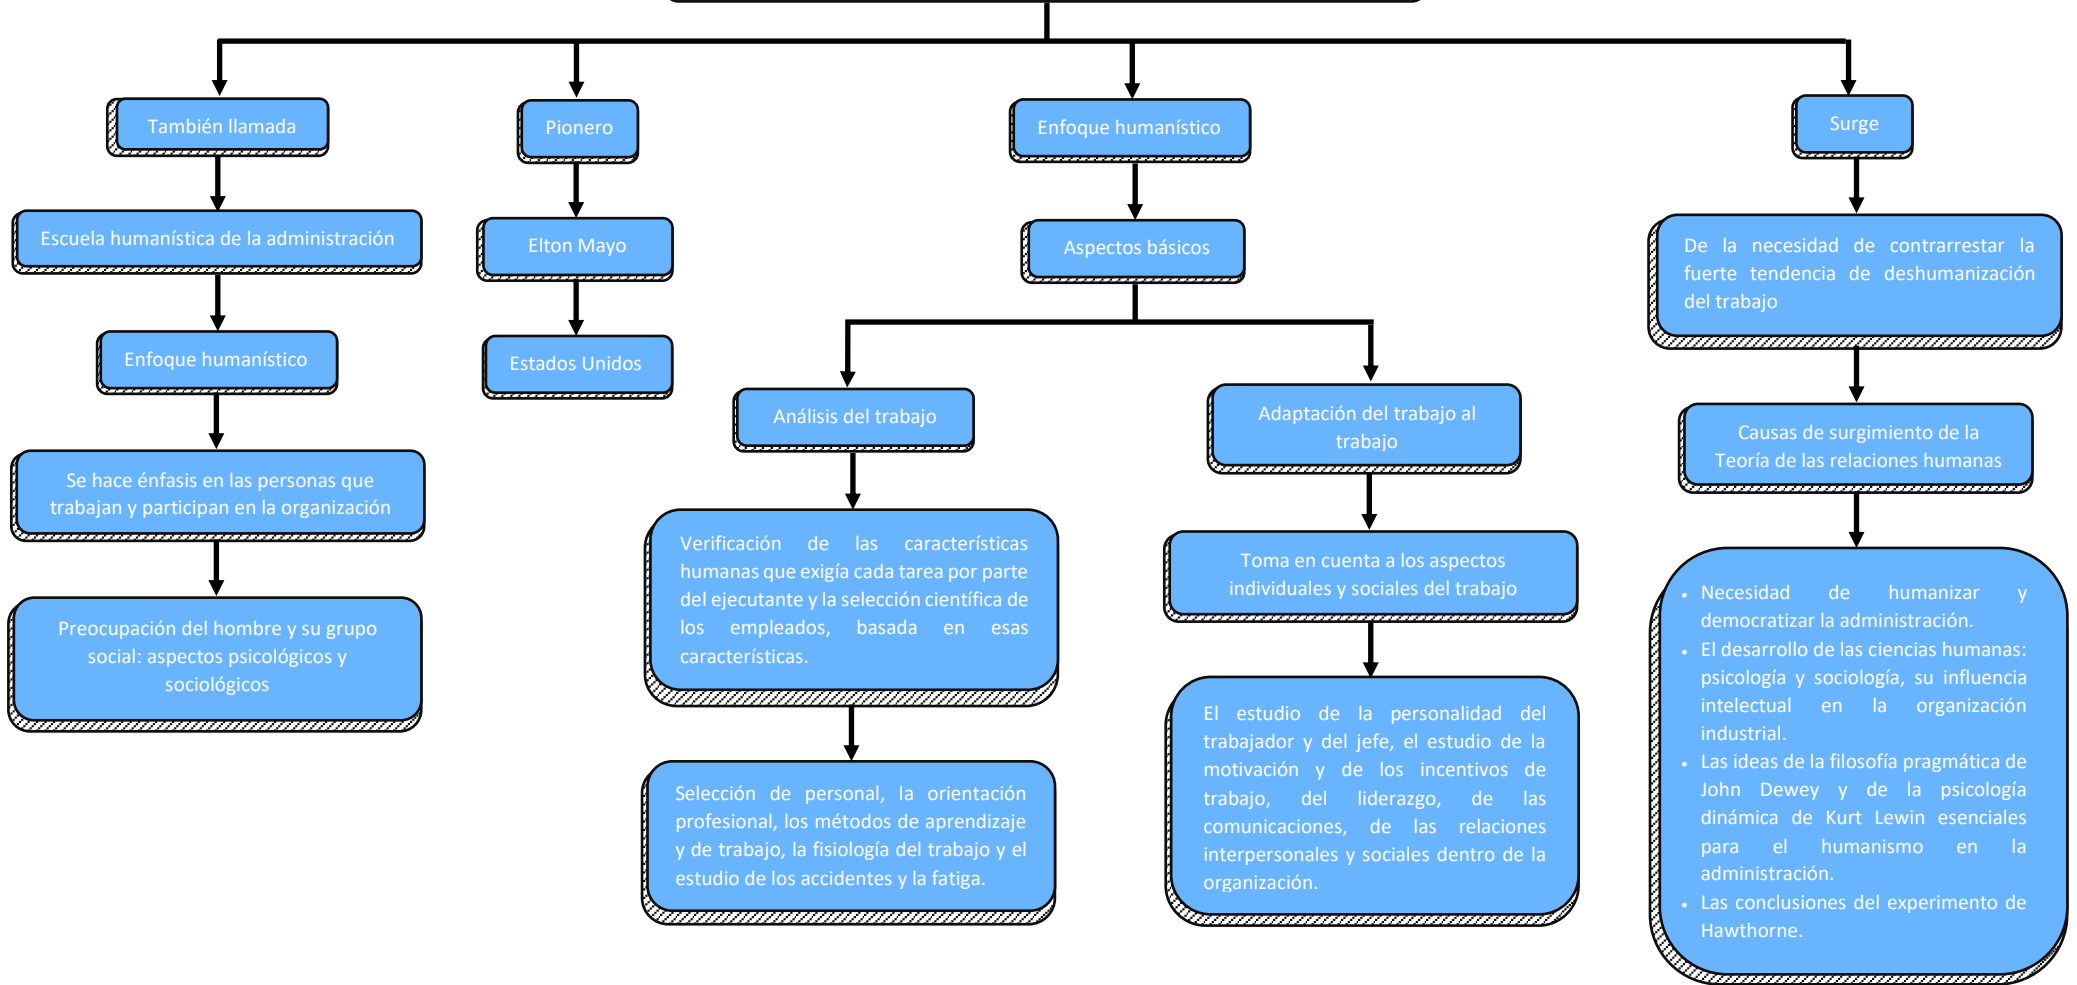 También llamada
Escuela humanística de la administración
Enfoque humanístico
Se hace énfasis en las personas que
trabajan y participan en la organización
Preocupación del hombre y su grupo
social: aspectos psicológicos y
sociológicos
Pionero
Elton Mayo
Estados Unidos
Enfoque humanístico
Aspectos básicos
Análisis del trabajo
Verificación de las características
humanas que exigía cada tarea por parte
del ejecutante y la selección científica de
los empleados, basada en esas
características.
Selección de personal, la orientación
profesional, los métodos de aprendizaje
y de trabajo, la fisiología del trabajo y el
estudio de los accidentes y la fatiga.
Adaptación del trabajo al
trabajo
Toma en cuenta a los aspectos
individuales y sociales del trabajo
El estudio de la personalidad del
trabajador y del jefe, el estudio de la
motivación y de los incentivos de
trabajo, del liderazgo, de las
comunicaciones, de las relaciones
interpersonales y sociales dentro de la
organización.
Surge
De la necesidad de contrarrestar la
fuerte tendencia de deshumanización
del trabajo
Causas de surgimiento de la
Teoría de las relaciones humanas
• Necesidad de humanizar y
democratizar la administración.
• El desarrollo de las ciencias humanas:
psicología y sociología, su influencia
intelectual en la organización
industrial.
• Las ideas de la filosofía pragmática de
John Dewey y de la psicología
dinámica de Kurt Lewin esenciales
para el humanismo en la
administración.
• Las conclusiones del experimento de
Hawthorne.